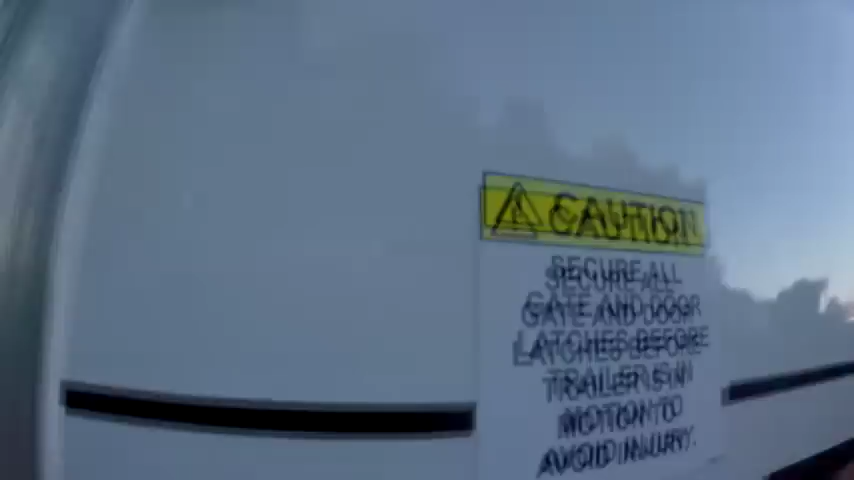 CAUTION
SECURE ALL
GATE AND DOOR
LATCHES BEFORE
TRAILER IS IN
MOTION TO
AVOID INJURY.